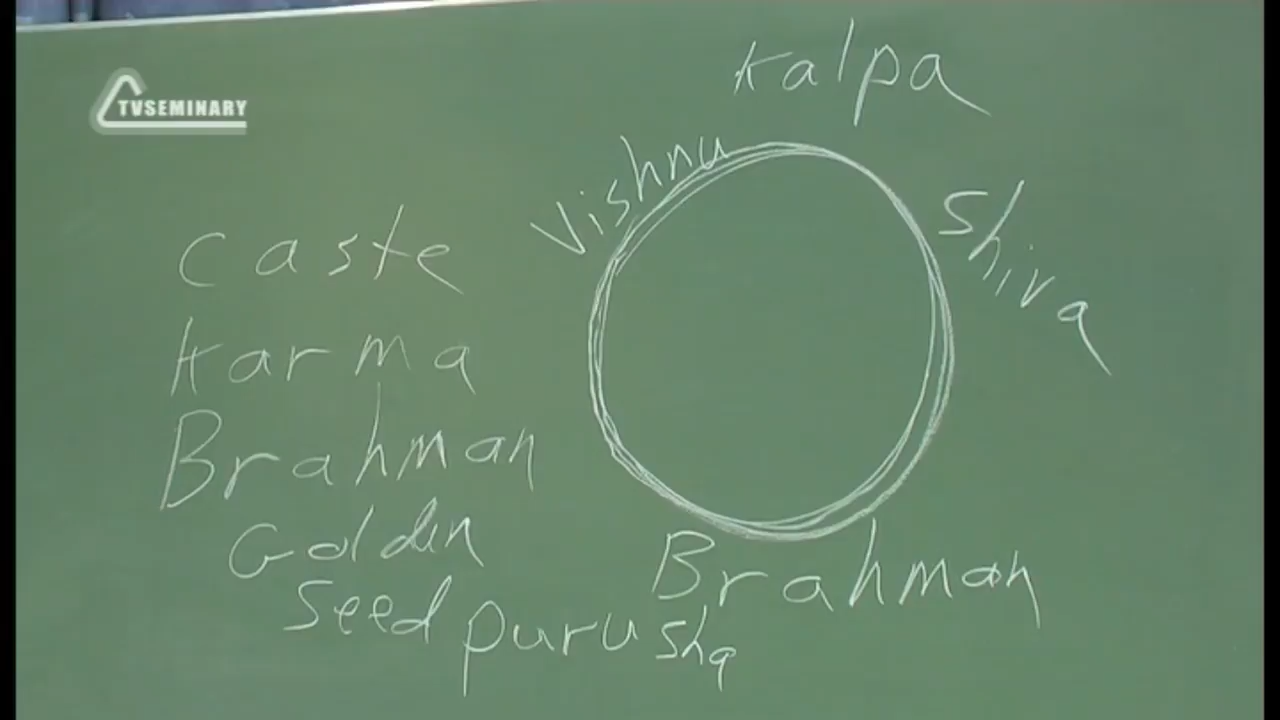 TVSEMINARY
Kalpa
Vishnu
Shiva
Caste
Karma
Brahman
Golden
Seed
Purusha
Brahman